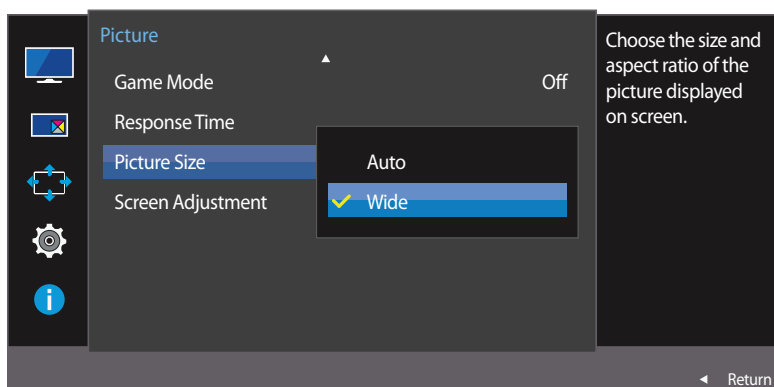 Picture
Game Mode Off
Response Time
Picture Size
Auto
Screen Adjustment
Wide
Choose the size and
aspect ratio of the
picture displayed
on screen.
Return